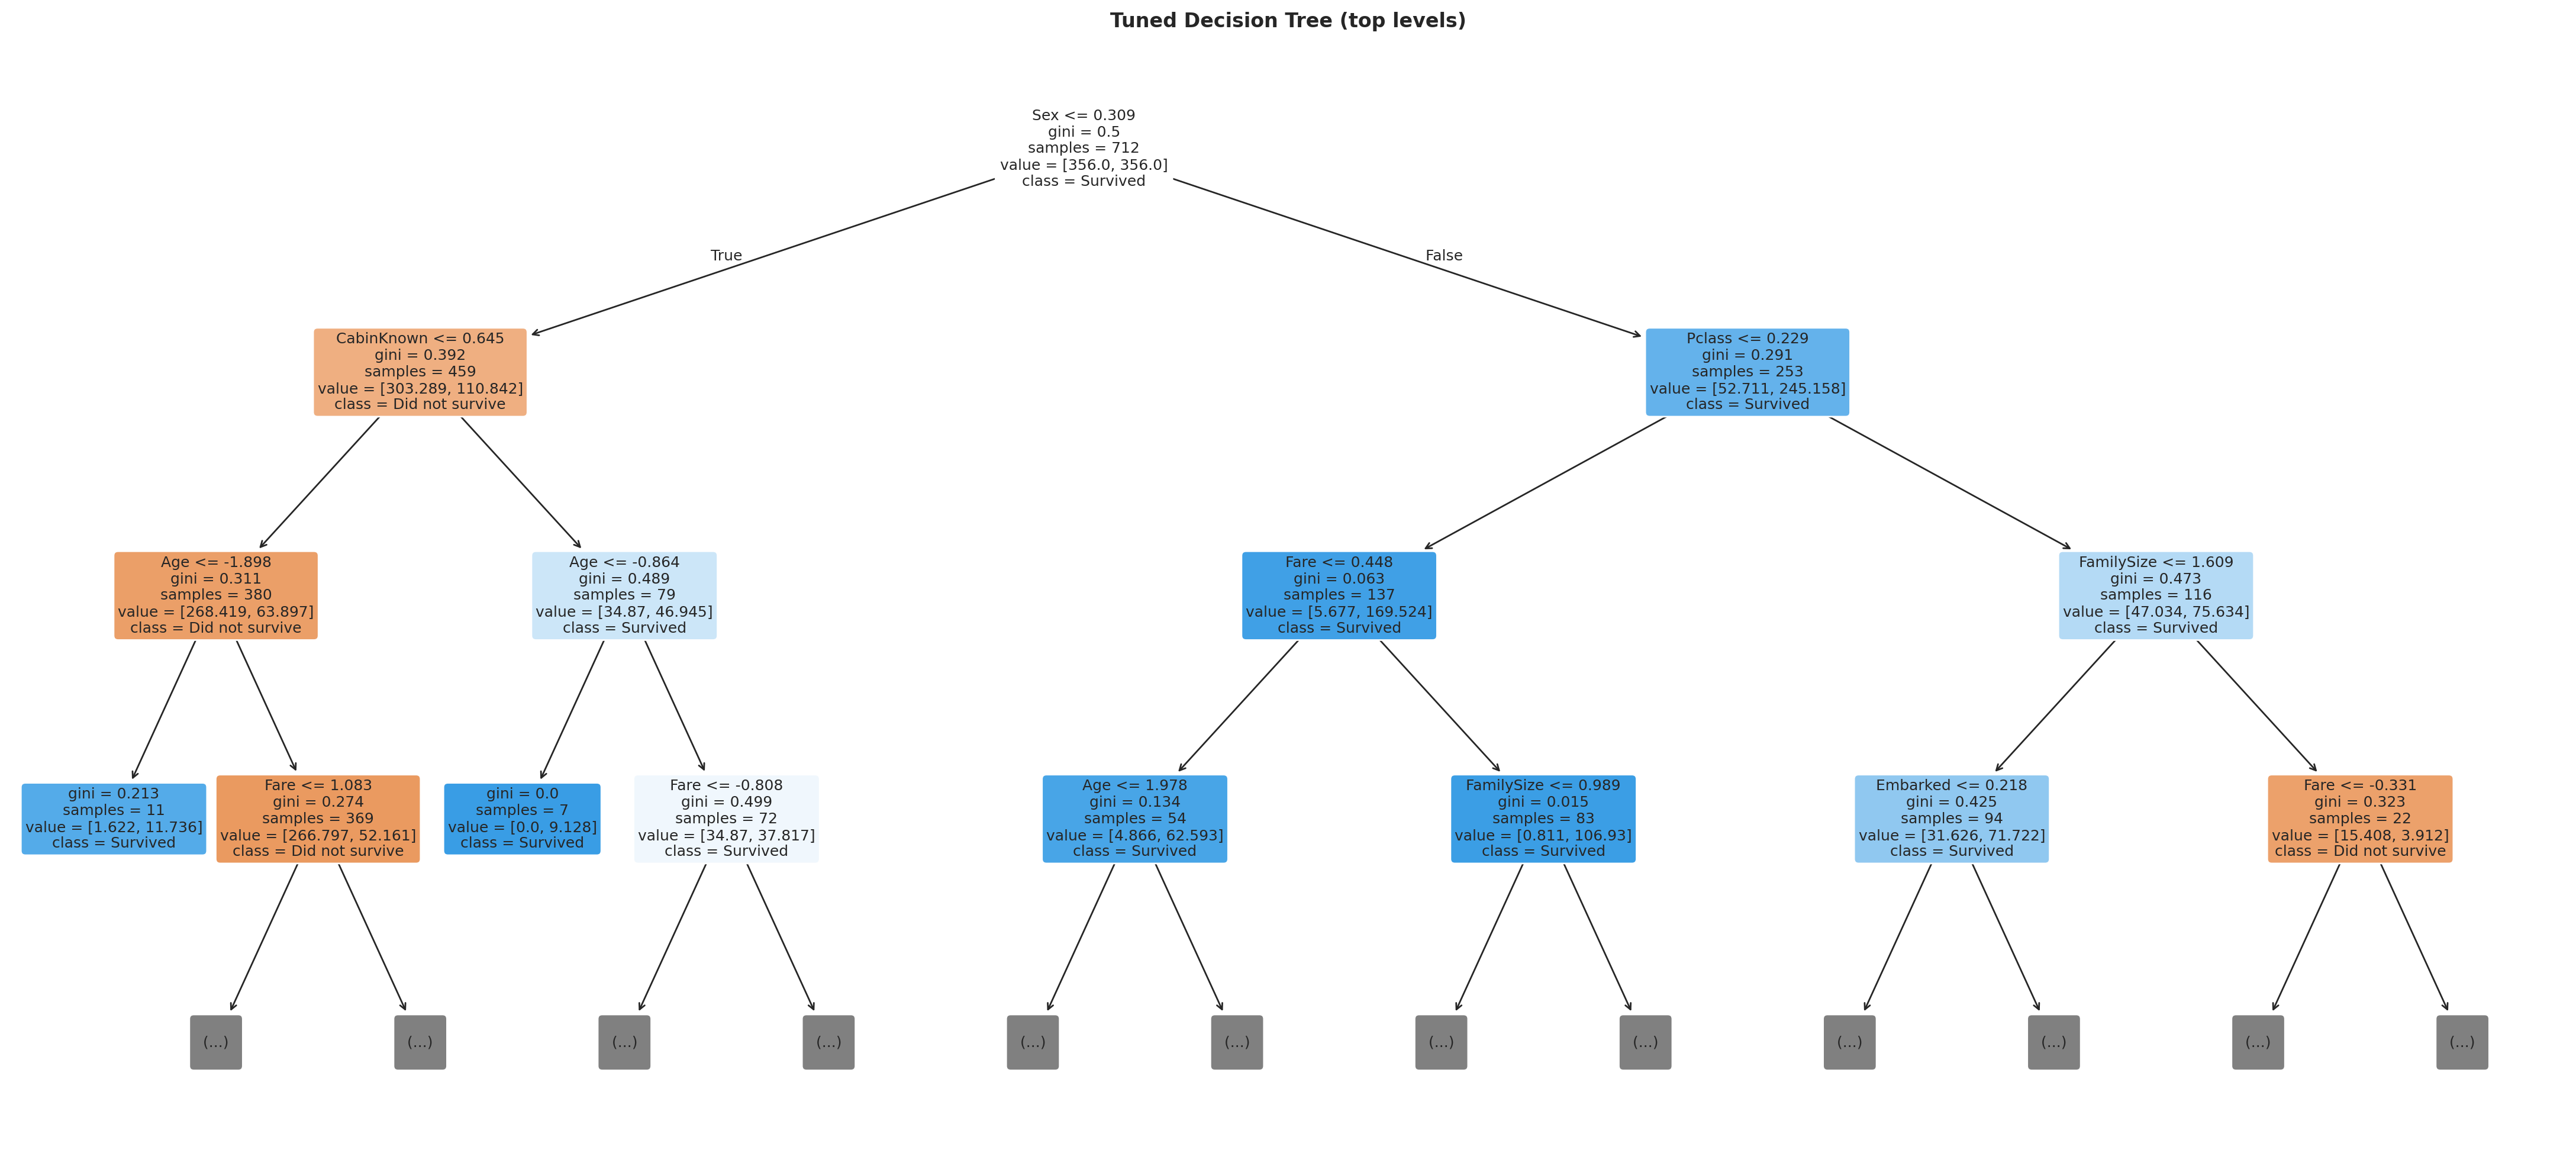 Tuned Decision Tree (top levels)
Sex <= 0.309
gini = 0.5
samples = 712
value = [356.0, 356.0]
class = Survived
True
False
CabinKnown <= 0.645
gini = 0.392
samples = 459
value = [303.289, 110.842]
class = Did not survive
Pclass <= 0.229
gini = 0.291
samples = 253
value = [52.711, 245.158]
class = Survived
Age <= -1.898
gini = 0.311
samples = 380
value = [268.419, 63.897]
class = Did not survive
Age <= -0.864
gini = 0.489
samples = 79
value = [34.87, 46.945]
class = Survived
Fare <= 0.448
gini = 0.063
samples = 137
value = [5.677, 169.524]
class = Survived
FamilySize <= 1.609
gini = 0.473
samples = 116
value = [47.034, 75.634]
class = Survived
gini = 0.213
samples = 11
value = [1.622, 11.736]
class = Survived
Fare <= 1.083
gini = 0.274
samples = 369
value = [266.797, 52.161]
class = Did not survive
gini = 0.0
samples = 7
value = [0.0, 9.128]
class = Survived
Fare <= -0.808
gini = 0.499
samples = 72
value = [34.87, 37.817]
class = Survived
Age <= 1.978
gini = 0.134
samples = 54
value = [4.866, 62.593]
class = Survived
FamilySize <= 0.989
gini = 0.015
samples = 83
value = [0.811, 106.93]
class = Survived
Embarked <= 0.218
gini = 0.425
samples = 94
value = [31.626, 71.722]
class = Survived
Fare <= -0.331
gini = 0.323
samples = 22
value = [15.408, 3.912]
class = Did not survive
(...)
(...)
(...)
(...)
(...)
(...)
(...)
(...)
(...)
(...)
(...)
(...)